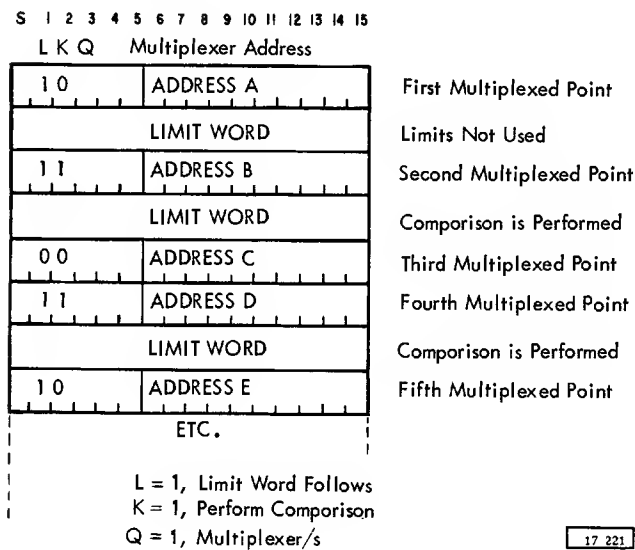 S 1 2 3 4 5 6 7 8 9 10 11 12 13 14 15
L K Q Multiplexer Address
1 0 ADDRESS A First Multiplexed Point
LIMIT WORD Limits Not Used
1 1 ADDRESS B Second Multiplexed Point
LIMIT WORD Comparison is Performed
0 0 ADDRESS C Third Multiplexed Point
1 1 ADDRESS D Fourth Multiplexed Point
LIMIT WORD Comparison is Performed
1 0 ADDRESS E Fifth Multiplexed Point
ETC.
L = 1, Limit Word Follows
K = 1, Perform Comparison
Q = 1, Multiplexer/s
17 221